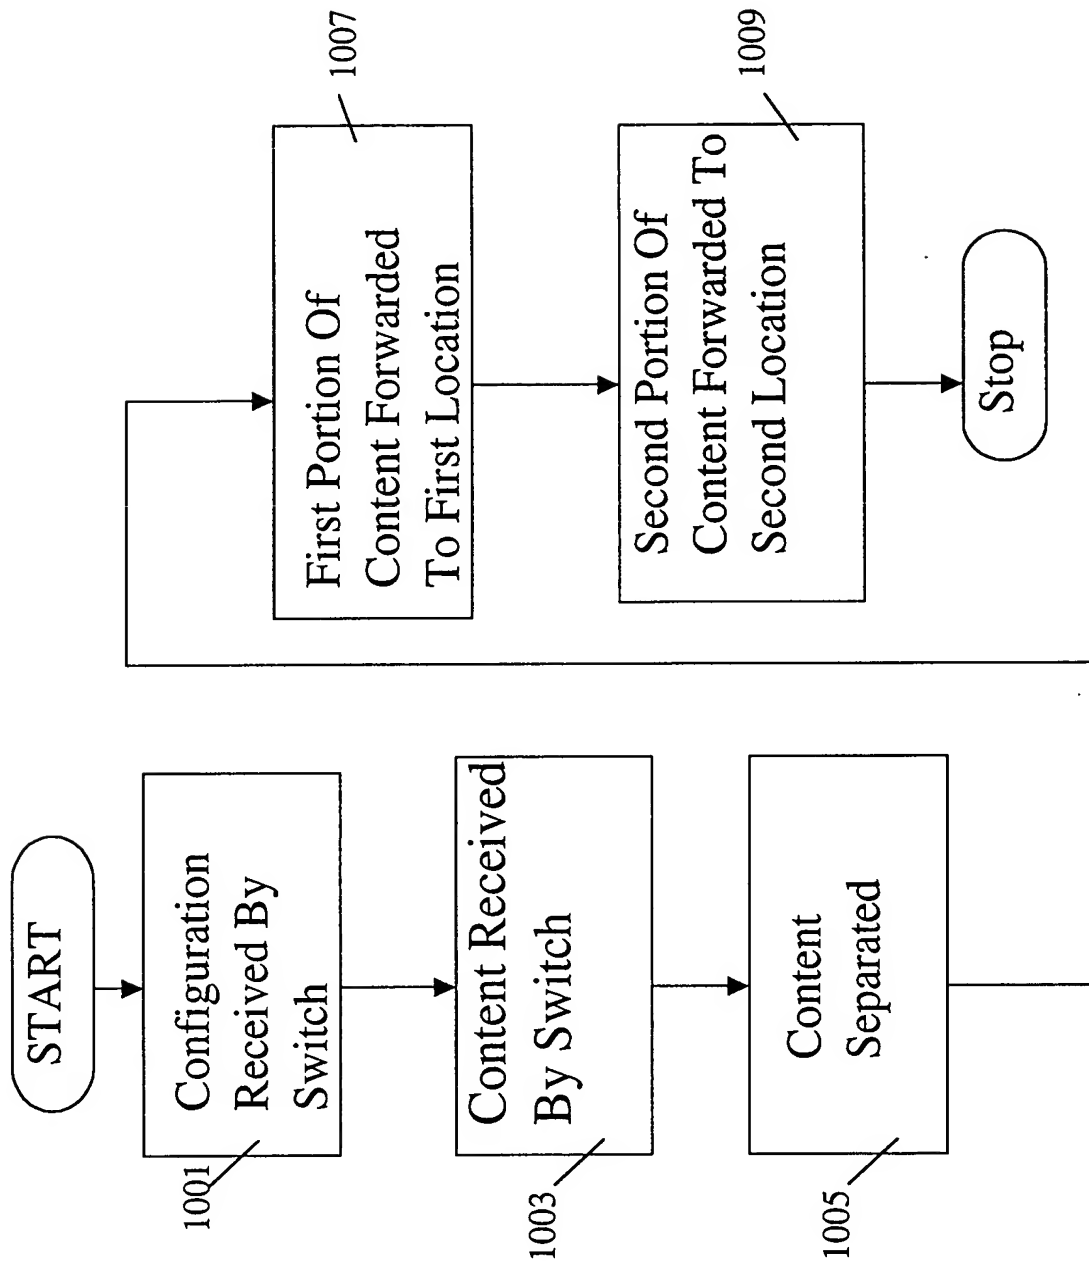 START
Configuration
Received By
Switch
1001
Content Received
By Switch
1003
Content
Separated
1005
First Portion Of
Content Forwarded
To First Location
1007
Second Portion Of
Content Forwarded To
Second Location
1009
Stop